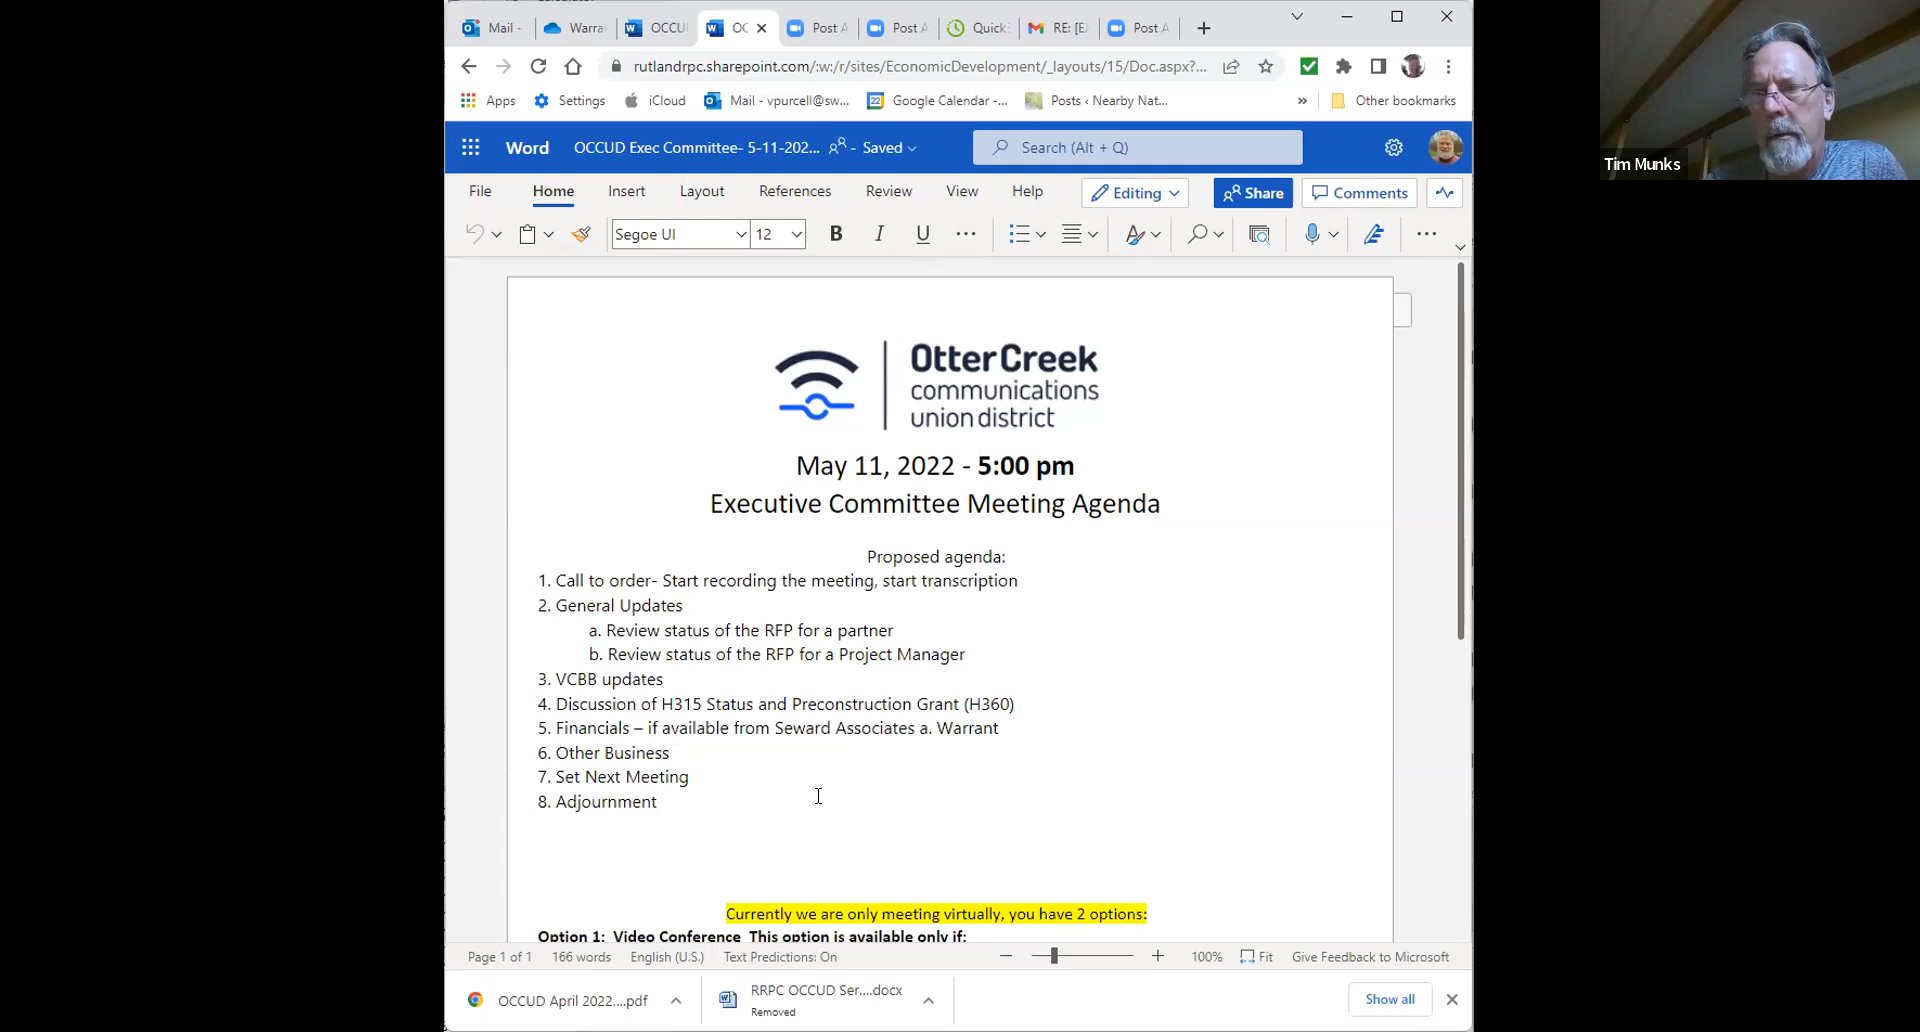 Mail -
Warra
OCCU
OC
Post A
Post A
Quick
RE: [E
Post A
rutlandrpc.sharepoint.com/:w:/r/sites/EconomicDevelopment/_layouts/15/Doc.aspx?...
Apps
Settings
iCloud
Mail - vpurcell@sw...
22
Google Calendar -...
Posts ‹ Nearby Nat...
»
Other bookmarks
Word
OCCUD Exec Committee- 5-11-202... - Saved
Search (Alt + Q)
File
Home
Insert
Layout
References
Review
View
Help
Editing
Share
Comments
Segoe UI
12
B
I
U
OtterCreek
communications
union district
May 11, 2022 - 5:00 pm
Executive Committee Meeting Agenda
Proposed agenda:
1. Call to order- Start recording the meeting, start transcription
2. General Updates
a. Review status of the RFP for a partner
b. Review status of the RFP for a Project Manager
3. VCBB updates
4. Discussion of H315 Status and Preconstruction Grant (H360)
5. Financials – if available from Seward Associates a. Warrant
6. Other Business
7. Set Next Meeting
8. Adjournment
Currently we are only meeting virtually, you have 2 options:
Option 1: Video Conference This option is available only if:
Page 1 of 1
166 words
English (U.S.)
Text Predictions: On
100%
Fit
Give Feedback to Microsoft
OCCUD April 2022....pdf
RRPC OCCUD Ser....docx
Removed
Show all
Tim Munks